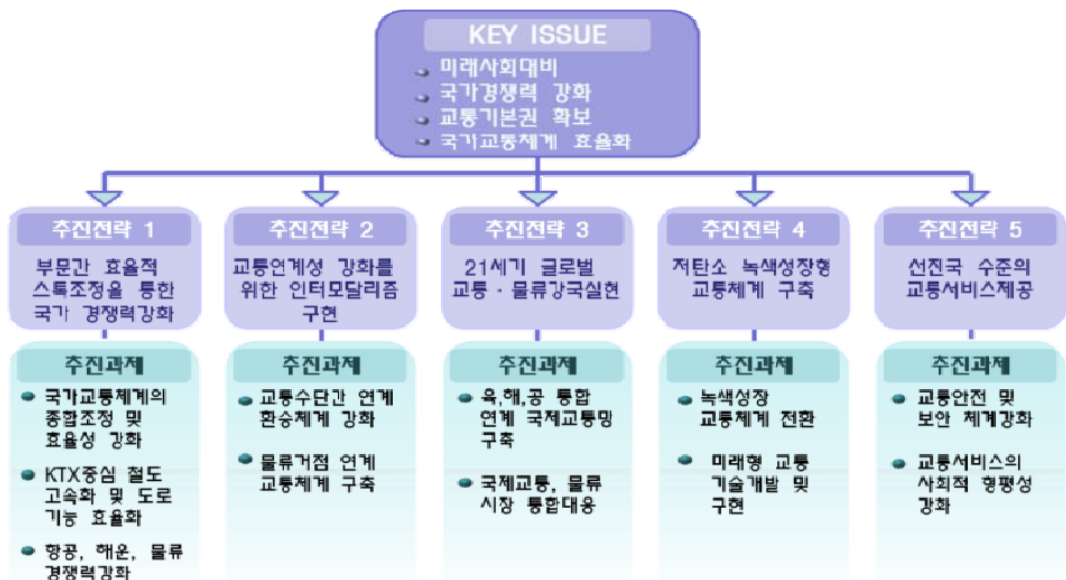 KEY ISSUE
미래사회대비
국가경쟁력 강화
교통기본권 확보
국가교통체계 효율화
추진전략 1
부문간 효율적
스톡조정을 통한
국가 경쟁력강화
추진과제
국가교통체계의
종합조정 및
효율성 강화
KTX중심 철도
고속화 및 도로
기능 효율화
항공, 해운, 물류
경쟁력강화
추진전략 2
교통연계성 강화를
위한 인터모달리즘
구현
추진과제
교통수단간 연계
환승체계 강화
물류거점 연계
교통체계 구축
추진전략 3
21세기 글로벌
교통 · 물류강국실현
추진과제
육,해,공 통합
연계 국제교통망
구축
국제교통, 물류
시장 통합대응
추진전략 4
저탄소 녹색성장형
교통체계 구축
추진과제
녹색성장
교통체계 전환
미래형 교통
기술개발 및
구현
추진전략 5
선진국 수준의
교통서비스제공
추진과제
교통안전 및
보안 체계강화
교통서비스의
사회적 형평성
강화